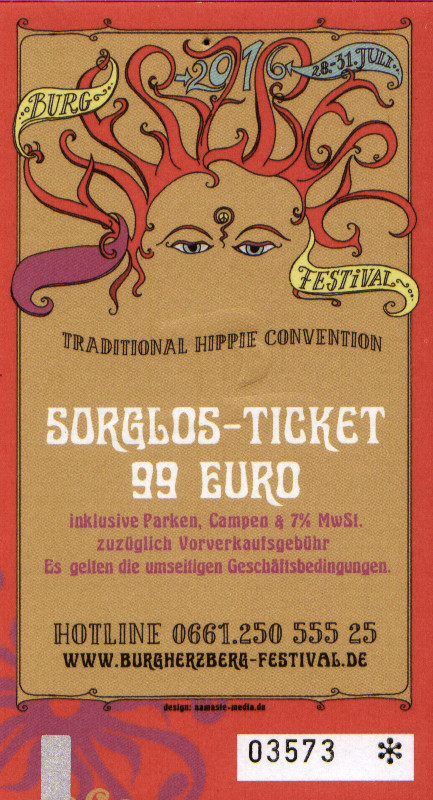 2016
28.-31. JULI
BURG
HERZBERG
FESTIVAL
TRADITIONAL HIPPIE CONVENTION
SORGLOS-TICKET
99 EURO
inklusive Parken, Campen & 7% MwSt.
zuzüglich Vorverkaufsgebühr
Es gelten die umseitigen Geschäftsbedingungen.
HOTLINE 0661.250 555 25
WWW.BURGHERZBERG-FESTIVAL.DE
design: namaste-media.de
03573 *